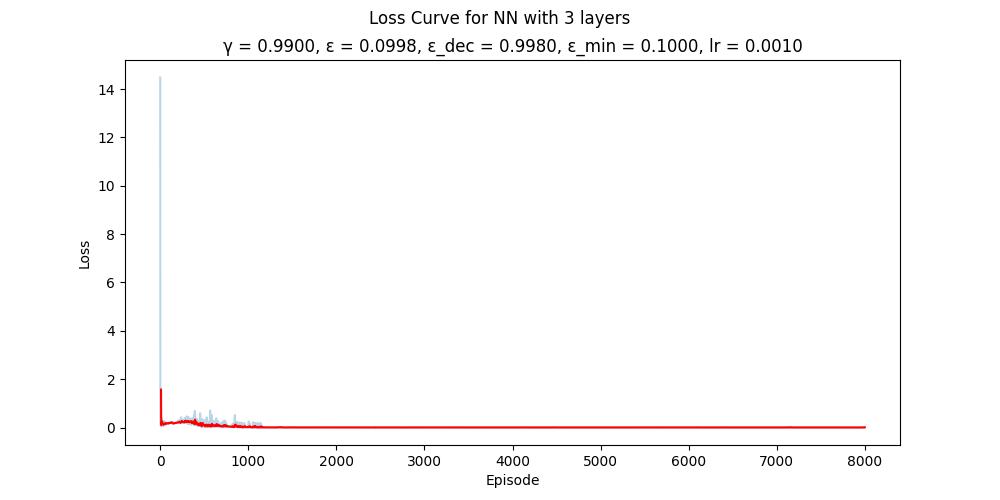 Loss Curve for NN with 3 layers
γ = 0.9900, ε = 0.0998, ε_dec = 0.9980, ε_min = 0.1000, lr = 0.0010
14
12
10
8
6
4
2
0
Loss
0 1000 2000 3000 4000 5000 6000 7000 8000
Episode